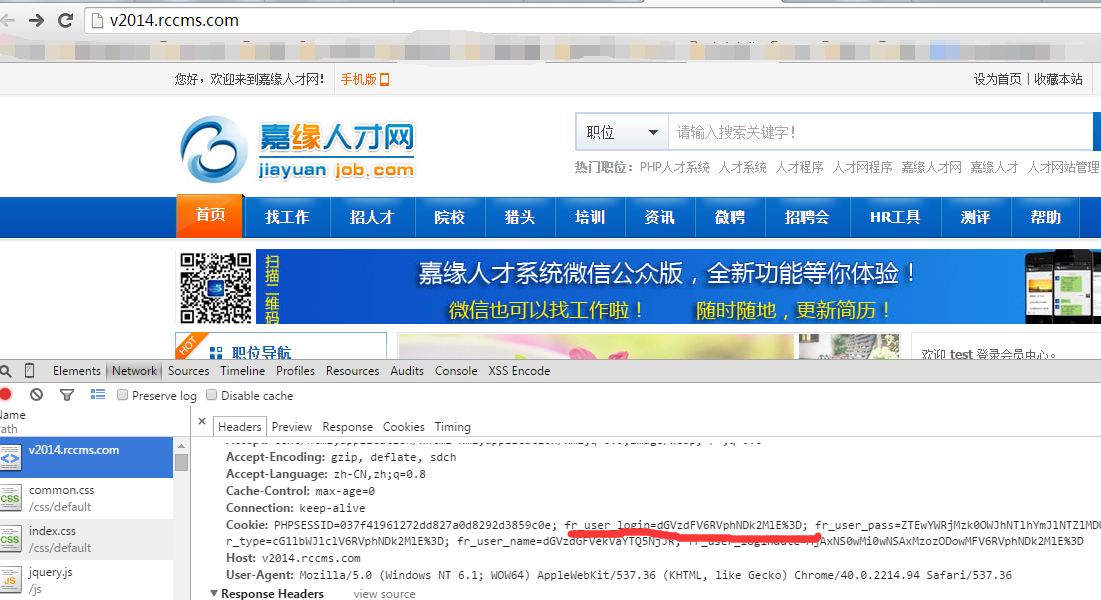 v2014.rccms.com
您好，欢迎来到嘉缘人才网！ 手机版 设为首页 | 收藏本站
嘉缘人才网
jiayuan job.com
职位 请输入搜索关键字！
热门职位： PHP人才系统 人才系统 人才程序 人才网程序 嘉缘人才网 嘉缘人才 人才网站管理
首页 找工作 招人才 院校 猎头 培训 资讯 微聘 招聘会 HR工具 测评 帮助
扫描二维码
嘉缘人才系统微信公众版，全新功能等你体验！
微信也可以找工作啦！ 随时随地，更新简历！
HOT 职位导航
欢迎 test 登录会员中心。
Elements Network Sources Timeline Profiles Resources Audits Console XSS Encode
Preserve log Disable cache
Name
Path
× Headers Preview Response Cookies Timing
v2014.rccms.com
common.css
/css/default
index.css
/css/default
jquery.js
/js
Accept-Encoding: gzip, deflate, sdch
Accept-Language: zh-CN,zh;q=0.8
Cache-Control: max-age=0
Connection: keep-alive
Cookie: PHPSESSID=037f41961272dd827a0d8292d3859c0e; fr_user_login=dGVzdFV6RVphNDk2MlE%3D; fr_user_pass=ZTEwYWRjMzk0OWJhNTlhYmJlNTZlMDU
r_type=cG1lbWJlclV6RVphNDk2MlE%3D; fr_user_name=dGVzdGFVekVaYTQ5NjJR;
Host: v2014.rccms.com
User-Agent: Mozilla/5.0 (Windows NT 6.1; WOW64) AppleWebKit/537.36 (KHTML, like Gecko) Chrome/40.0.2214.94 Safari/537.36
▼Response Headers view source